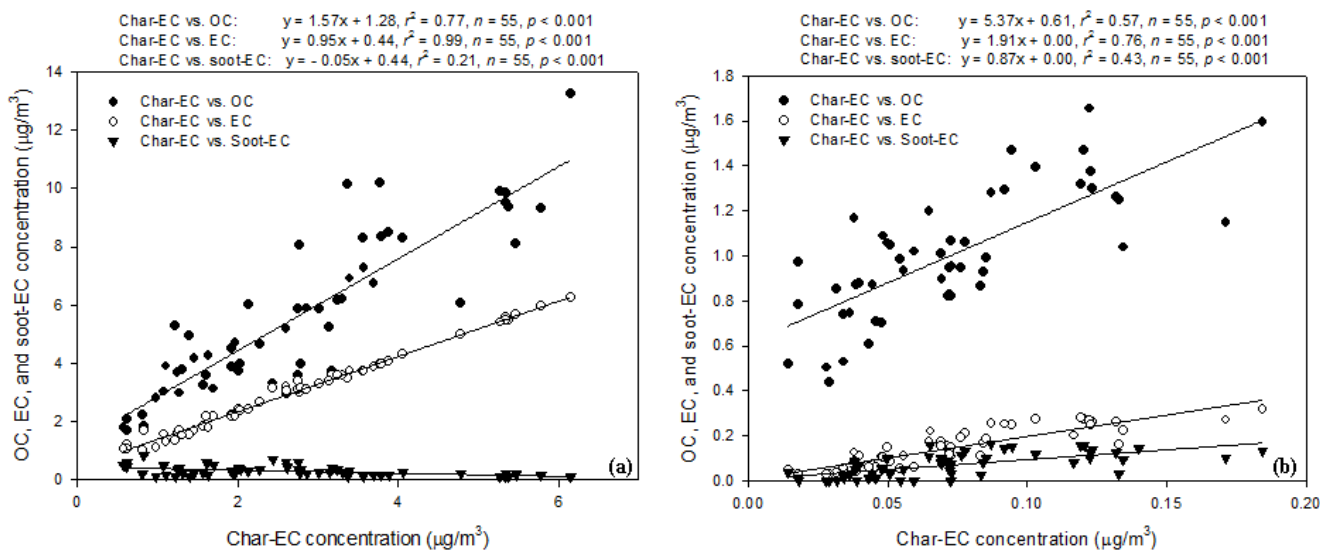 Char-EC vs. OC: y = 1.57x + 1.28, r² = 0.77, n = 55, p < 0.001
Char-EC vs. EC: y = 0.95x + 0.44, r² = 0.99, n = 55, p < 0.001
Char-EC vs. soot-EC: y = - 0.05x + 0.44, r² = 0.21, n = 55, p < 0.001
14
12
10
8
6
4
2
0
OC, EC, and soot-EC concentration (μg/m³)
Char-EC vs. OC
Char-EC vs. EC
Char-EC vs. Soot-EC
(a)
2
4
6
8
Char-EC concentration (μg/m³)
Char-EC vs. OC: y = 5.37x + 0.61, r² = 0.57, n = 55, p < 0.001
Char-EC vs. EC: y = 1.91x + 0.00, r² = 0.76, n = 55, p < 0.001
Char-EC vs. soot-EC: y = 0.87x + 0.00, r² = 0.43, n = 55, p < 0.001
1.8
1.6
1.4
1.2
1.0
0.8
0.6
0.4
0.2
0.0
OC, EC, and soot-EC concentration (μg/m³)
Char-EC vs. OC
Char-EC vs. EC
Char-EC vs. Soot-EC
(b)
0.00
0.05
0.10
0.15
0.20
Char-EC concentration (μg/m³)